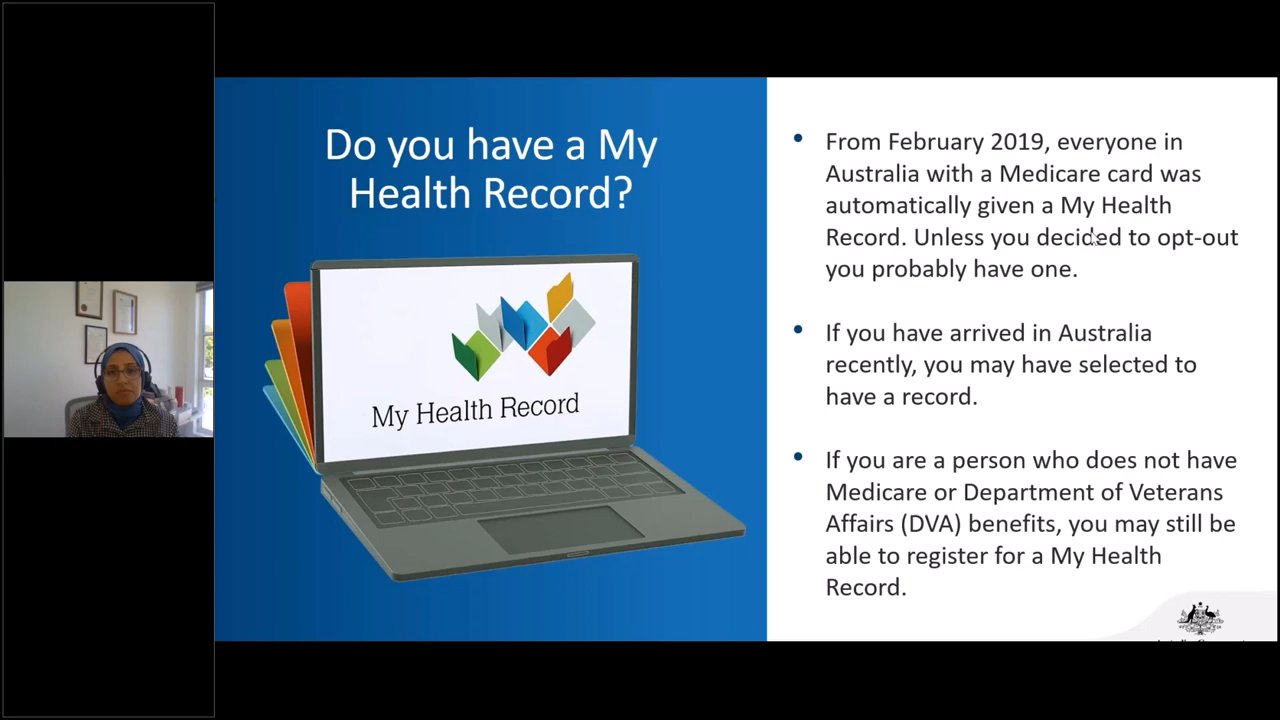 Do you have a My
Health Record?
My Health Record
• From February 2019, everyone in
Australia with a Medicare card was
automatically given a My Health
Record. Unless you decided to opt-out
you probably have one.
• If you have arrived in Australia
recently, you may have selected to
have a record.
• If you are a person who does not have
Medicare or Department of Veterans
Affairs (DVA) benefits, you may still be
able to register for a My Health
Record.